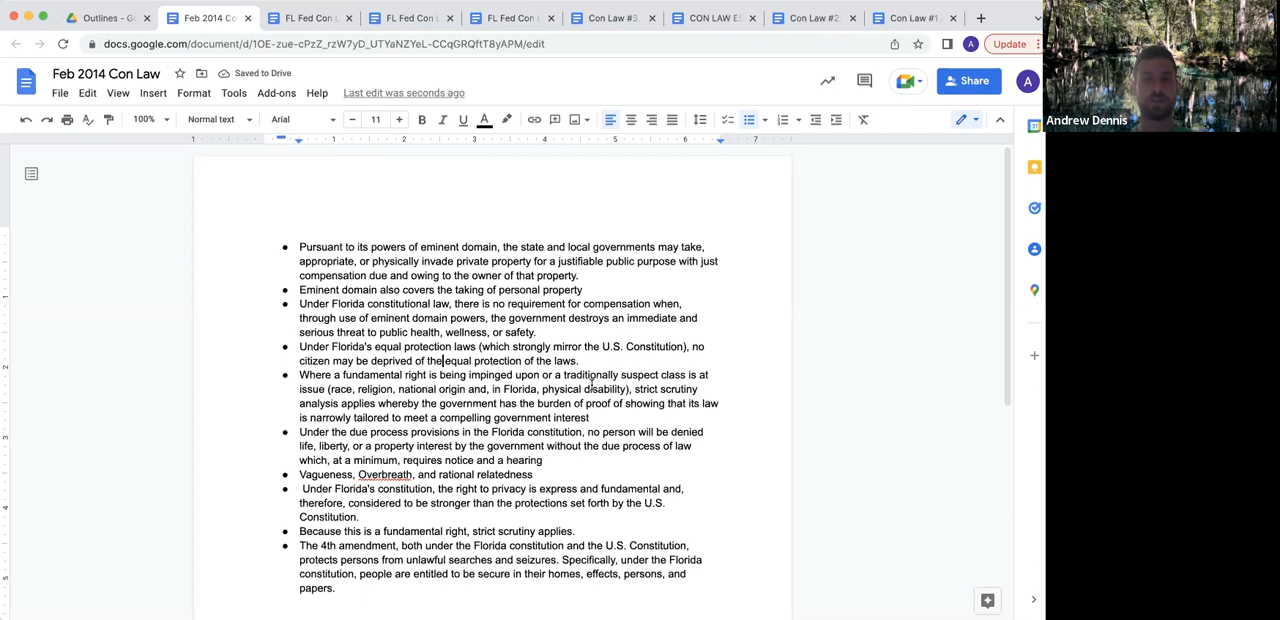 Outlines - Go
Feb 2014 Co
FL Fed Con L
FL Fed Con L
FL Fed Con
Con Law #3.
CON LAW ES
Con Law #2.
Con Law #1.
docs.google.com/document/d/1OE-zue-cPzZ_rzW7yD_UTYaNZYeL-CCqGRQftT8yAPM/edit
A
Update
Feb 2014 Con Law
Saved to Drive
File Edit View Insert Format Tools Add-ons Help Last edit was seconds ago
Share
A
100% Normal text Arial 11
Andrew Dennis
1 1 2 3 4 5 6 7
Pursuant to its powers of eminent domain, the state and local governments may take,
appropriate, or physically invade private property for a justifiable public purpose with just
compensation due and owing to the owner of that property.
Eminent domain also covers the taking of personal property
Under Florida constitutional law, there is no requirement for compensation when,
through use of eminent domain powers, the government destroys an immediate and
serious threat to public health, wellness, or safety.
Under Florida's equal protection laws (which strongly mirror the U.S. Constitution), no
citizen may be deprived of the equal protection of the laws.
Where a fundamental right is being impinged upon or a traditionally suspect class is at
issue (race, religion, national origin and, in Florida, physical disability), strict scrutiny
analysis applies whereby the government has the burden of proof of showing that its law
is narrowly tailored to meet a compelling government interest
Under the due process provisions in the Florida constitution, no person will be denied
life, liberty, or a property interest by the government without the due process of law
which, at a minimum, requires notice and a hearing
Vagueness, Overbreath, and rational relatedness
Under Florida's constitution, the right to privacy is express and fundamental and,
therefore, considered to be stronger than the protections set forth by the U.S.
Constitution.
Because this is a fundamental right, strict scrutiny applies.
The 4th amendment, both under the Florida constitution and the U.S. Constitution,
protects persons from unlawful searches and seizures. Specifically, under the Florida
constitution, people are entitled to be secure in their homes, effects, persons, and
papers.